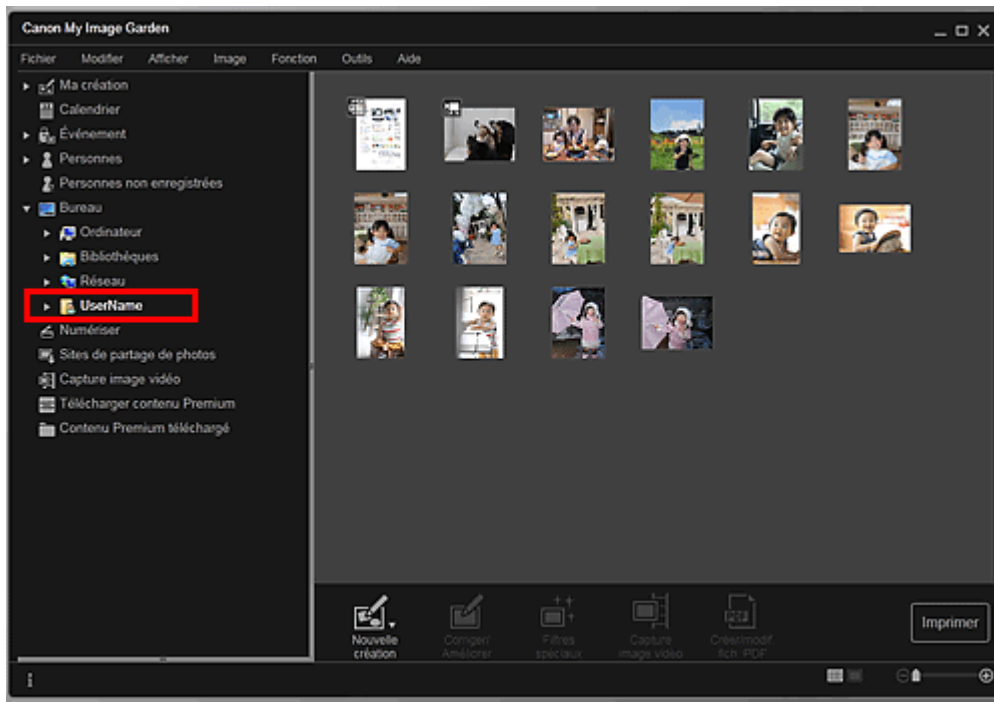 Canon My Image Garden
Fichier Modifier Afficher Image Fonction Outils Aide
Ma création
Calendrier
Événement
Personnes
Personnes non enregistrées
Bureau
Ordinateur
Bibliothèques
Réseau
UserName
Numériser
Sites de partage de photos
Capture image vidéo
Télécharger contenu Premium
Contenu Premium téléchargé
Nouvelle création
Corriger/ Améliorer
Filtres spéciaux
Capture image vidéo
Créer/modif. fich. PDF
Imprimer